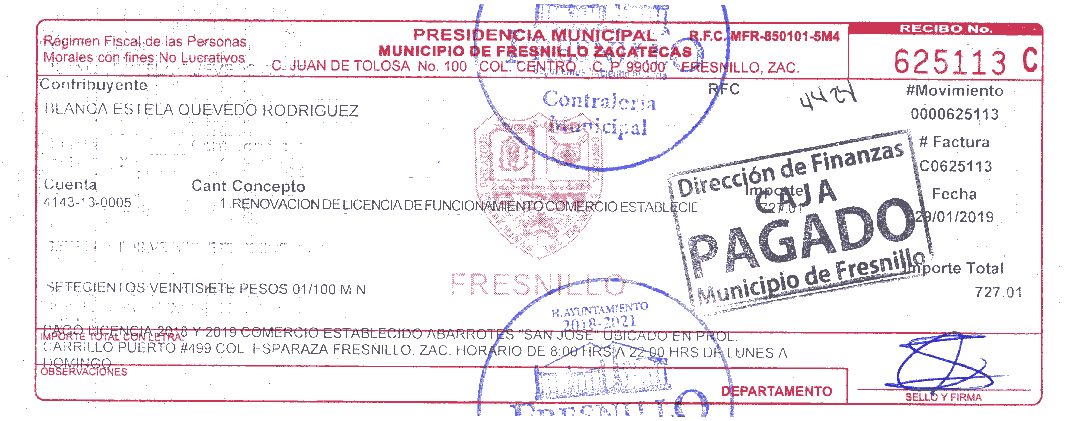 Régimen Fiscal de las Personas
Morales con fines No Lucrativos
PRESIDENCIA MUNICIPAL
MUNICIPIO DE FRESNILLO ZACATECAS
C. JUAN DE TOLOSA No. 100 COL. CENTRO C. P. 99000 FRESNILLO, ZAC.
R.F.C. MFR-850101-5M4
RECIBO No.
625113 C
Contribuyente
BLANCA ESTELA QUEVEDO RODRIGUEZ
RFC
#Movimiento
0000625113
# Factura
C0625113
Fecha
29/01/2019
Contraloria
Municipal
Cuenta
Cant Concepto
Importe
4143-13-0005
1 RENOVACION DE LICENCIA DE FUNCIONAMIENTO COMERCIO ESTABLECIE
727.01
Dirección de Finanzas
CAJA
PAGADO
Municipio de Fresnillo
FRESNILLO
Importe Total
727.01
SETECIENTOS VEINTISIETE PESOS 01/100 M N
H. AYUNTAMIENTO
2018-2021
FRESNILLO
PAGO LICENCIA 2018 Y 2019 COMERCIO ESTABLECIDO ABARROTES "SAN JOSE" UBICADO EN PROL.
IMPORTE TOTAL CON LETRA
CARRILLO PUERTO #499 COL ESPARZA FRESNILLO. ZAC. HORARIO DE 8:00 HRS A 22:00 HRS DE LUNES A
DOMINGO
OBSERVACIONES
DEPARTAMENTO
SELLO Y FIRMA